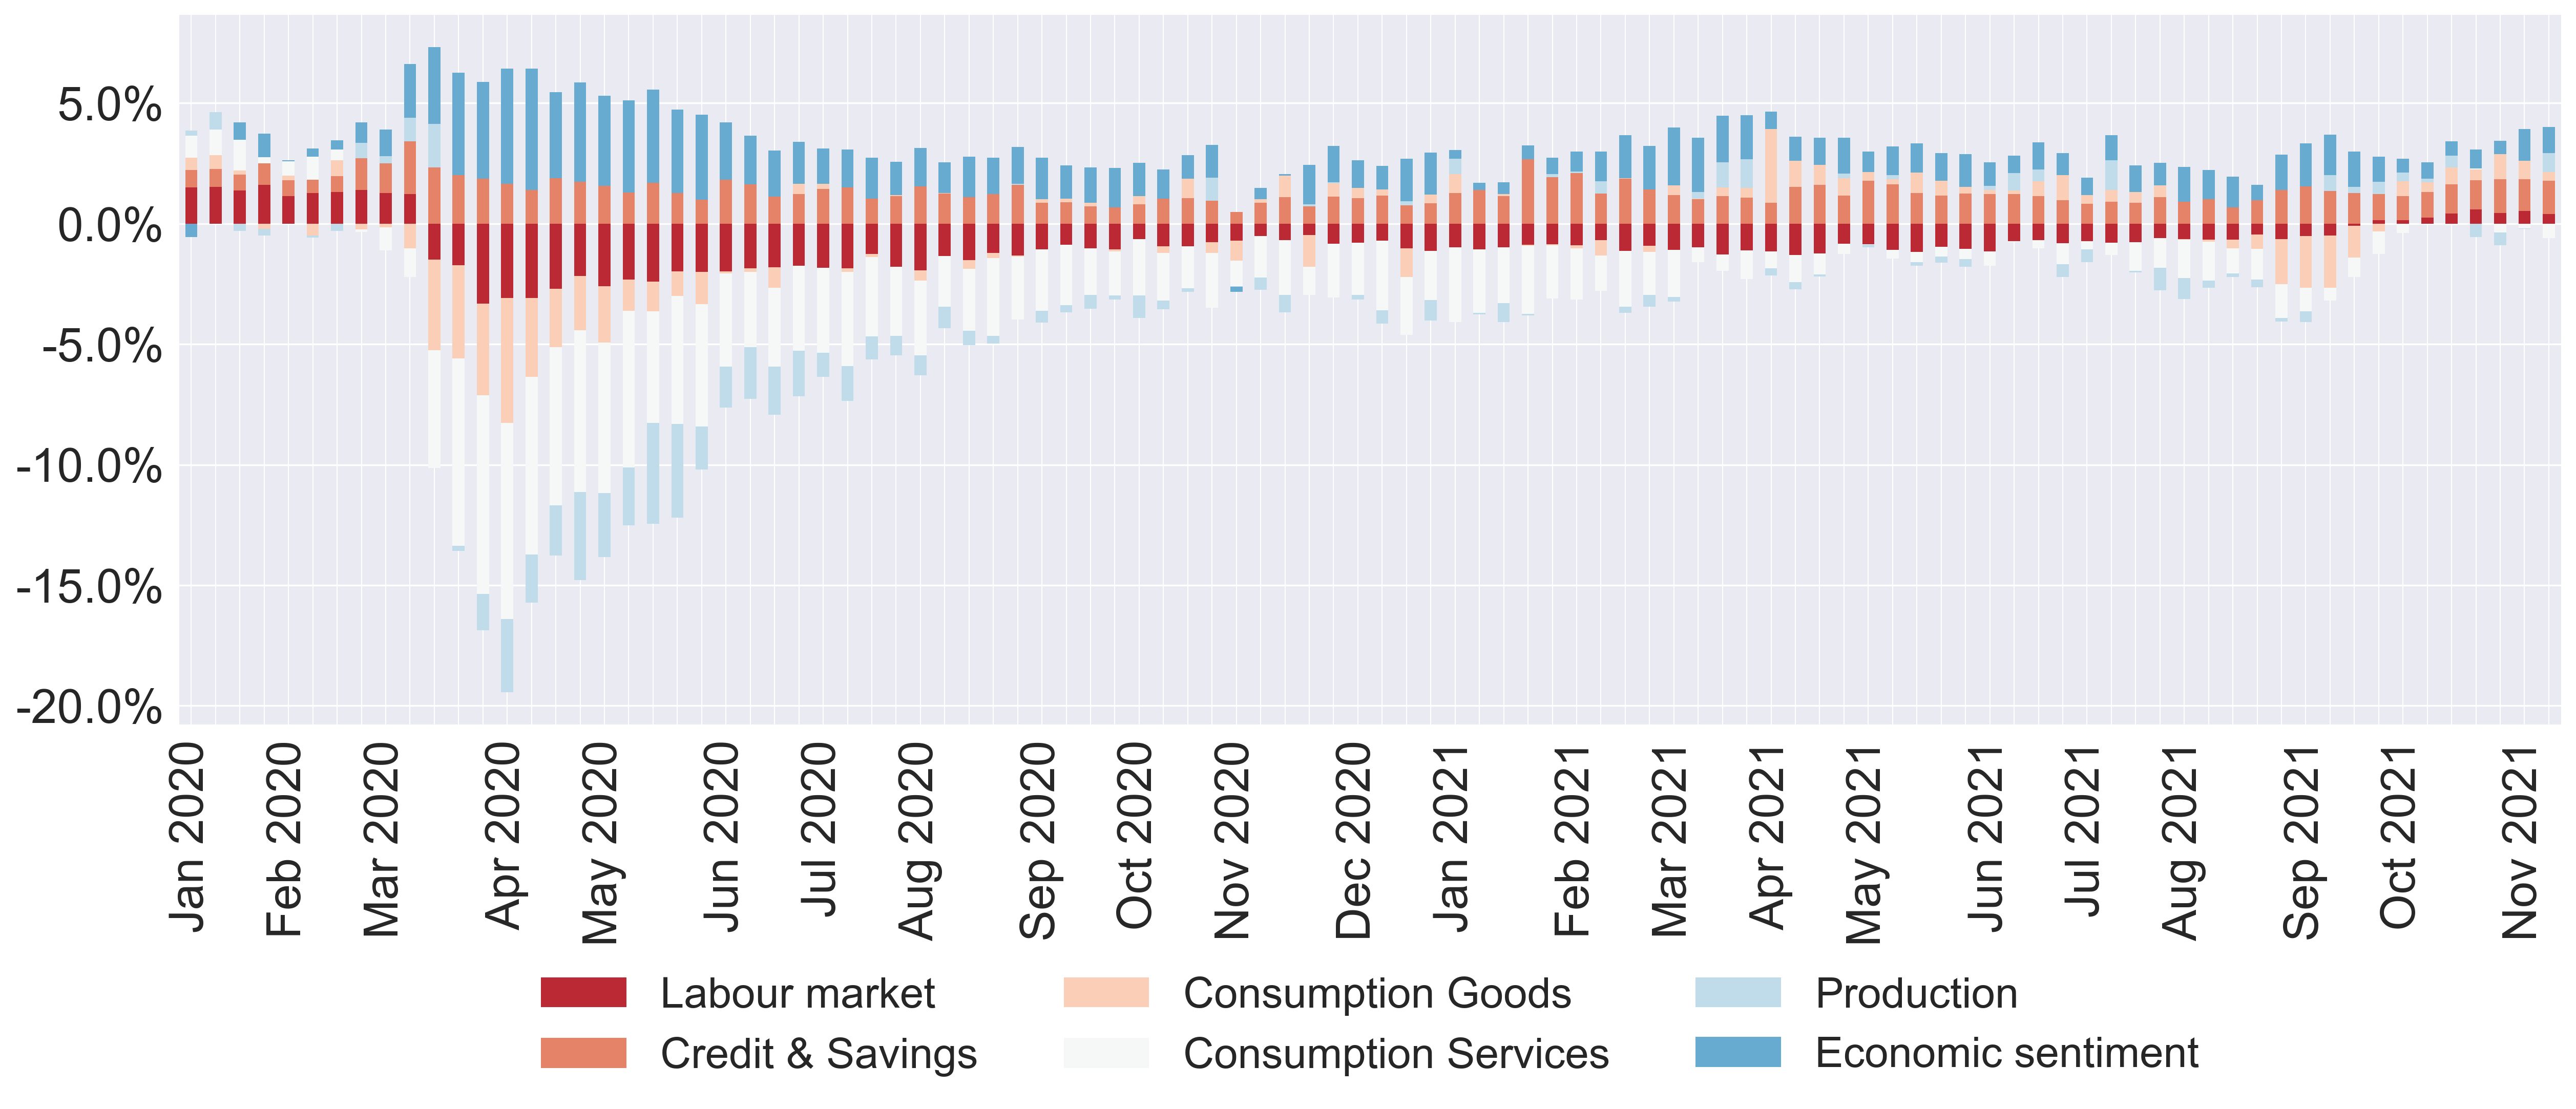 5.0%
0.0%
-5.0%
-10.0%
-15.0%
-20.0%
Jan 2020
Feb 2020
Mar 2020
Apr 2020
May 2020
Jun 2020
Jul 2020
Aug 2020
Sep 2020
Oct 2020
Nov 2020
Dec 2020
Jan 2021
Feb 2021
Mar 2021
Apr 2021
May 2021
Jun 2021
Jul 2021
Aug 2021
Sep 2021
Oct 2021
Nov 2021
Labour market
Consumption Goods
Production
Credit & Savings
Consumption Services
Economic sentiment